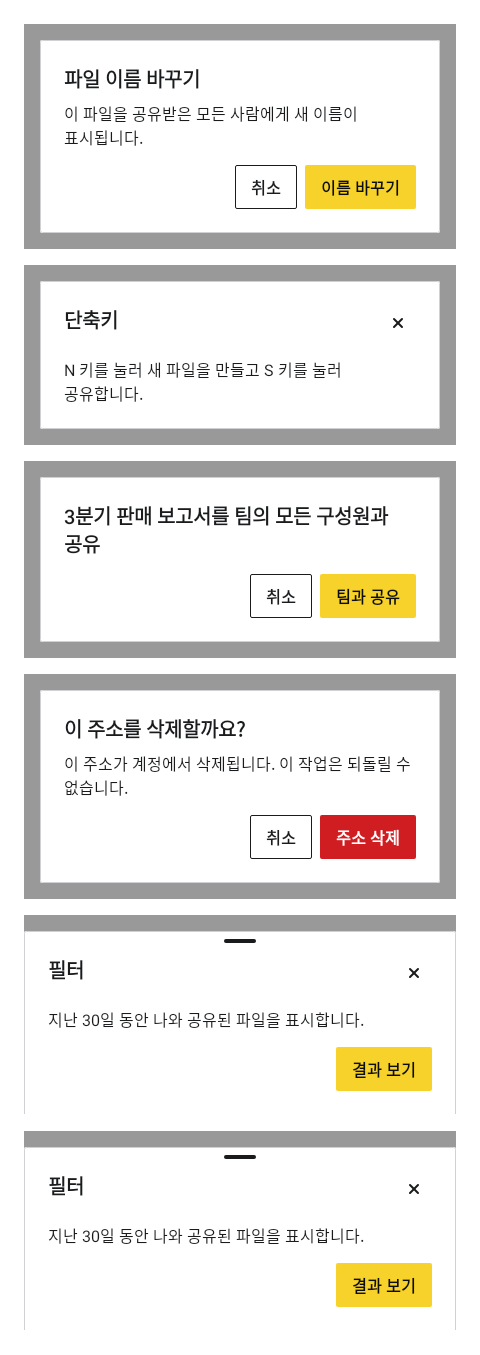 파일 이름 바꾸기
이 파일을 공유받은 모든 사람에게 새 이름이
표시됩니다.
취소
이름 바꾸기
단축키
N 키를 눌러 새 파일을 만들고 S 키를 눌러
공유합니다.
3분기 판매 보고서를 팀의 모든 구성원과
공유
취소
팀과 공유
이 주소를 삭제할까요?
이 주소가 계정에서 삭제됩니다. 이 작업은 되돌릴 수
없습니다.
취소
주소 삭제
필터
지난 30일 동안 나와 공유된 파일을 표시합니다.
결과 보기
필터
지난 30일 동안 나와 공유된 파일을 표시합니다.
결과 보기